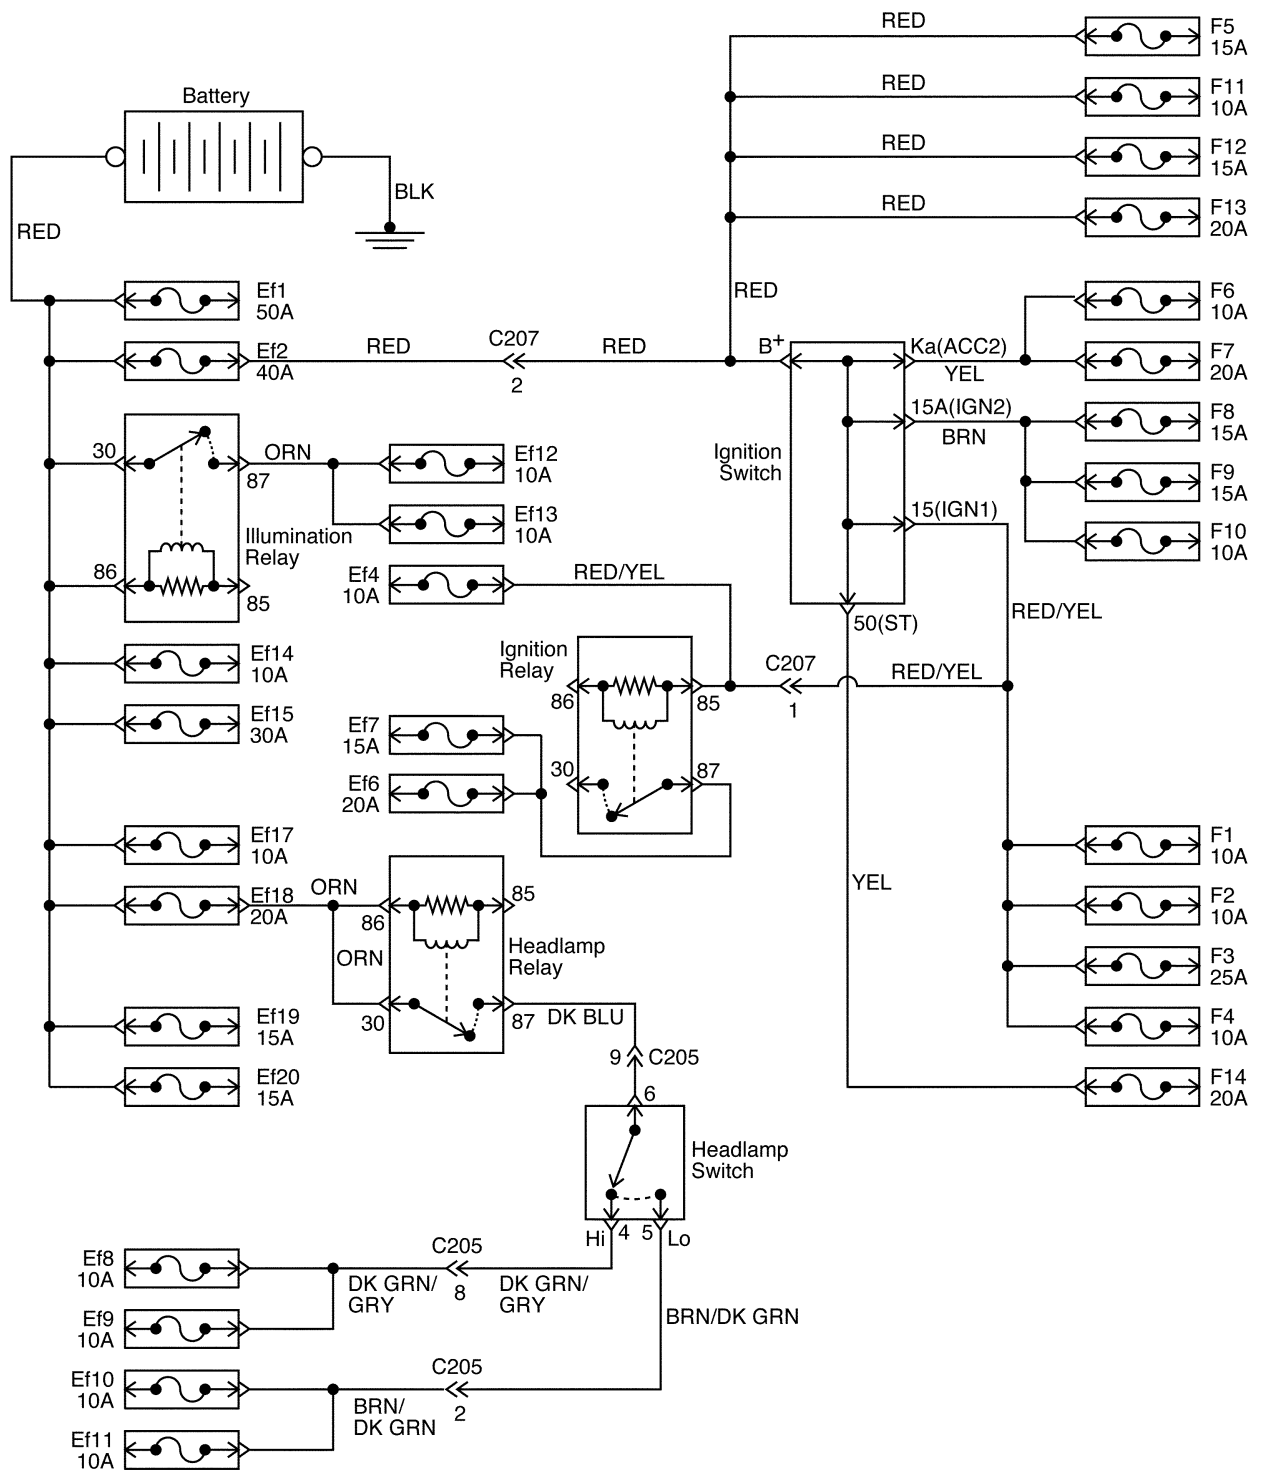 RED
F5
15A
RED
F11
10A
Battery
RED
F12
15A
BLK
RED
RED
F13
20A
Ef1
50A
RED
F6
10A
Ef2
40A
RED
C207
2
RED
B+
Ka(ACC2)
YEL
F7
20A
15A(IGN2)
BRN
F8
15A
30
ORN
87
Ef12
10A
Ignition
Switch
F9
15A
Ef13
10A
15(IGN1)
F10
10A
Illumination
Relay
86
85
Ef4
10A
RED/YEL
50(ST)
RED/YEL
Ef14
10A
Ignition
Relay
86
85
C207
1
RED/YEL
Ef15
30A
Ef7
15A
30
87
Ef6
20A
Ef17
10A
F1
10A
Ef18
20A
ORN
86
85
YEL
F2
10A
ORN
Headlamp
Relay
F3
25A
30
87
DK BLU
Ef19
15A
F4
10A
9
C205
Ef20
15A
6
F14
20A
Headlamp
Switch
Hi
4
5
Lo
Ef8
10A
C205
8
DK GRN/
GRY
DK GRN/
GRY
Ef9
10A
BRN/DK GRN
Ef10
10A
C205
2
BRN/
DK GRN
Ef11
10A